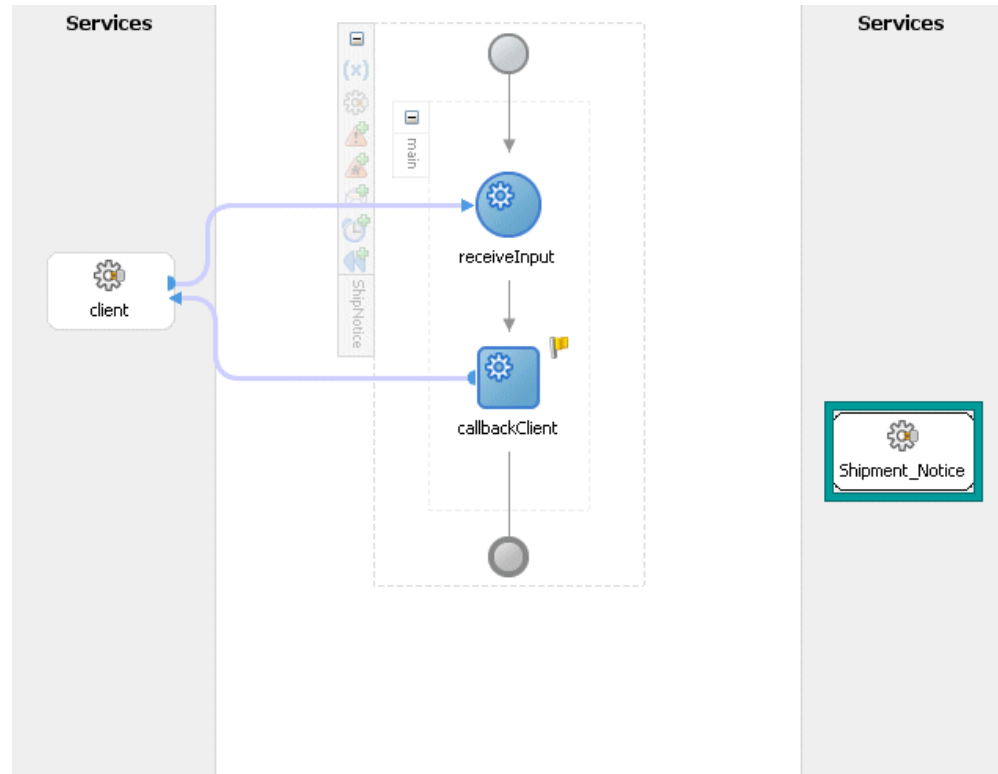 Services
Services
(x)
main
receiveInput
client
ShipNotice
callbackClient
Shipment_Notice